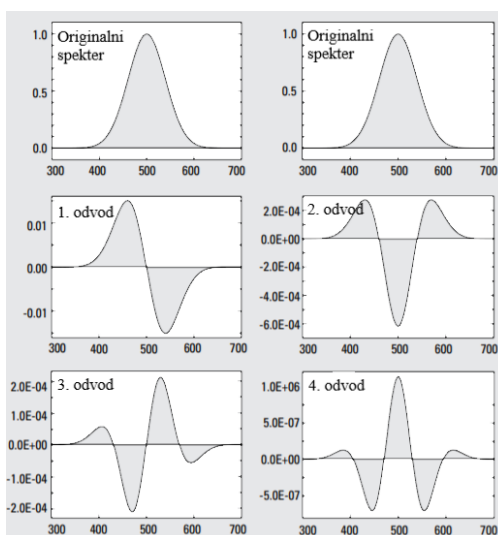 Originalni
spekter
1.0
0.5
0.0
300 400 500 600 700
Originalni
spekter
1.0
0.5
0.0
300 400 500 600 700
1. odvod
0.01
0.00
-0.01
300 400 500 600 700
2. odvod
2.0E-04
0.0E+00
-2.0E-04
-4.0E-04
-6.0E-04
300 400 500 600 700
3. odvod
2.0E-04
1.0E-04
0.0E+00
-1.0E-04
-2.0E-04
300 400 500 600 700
4. odvod
1.0E+06
5.0E-07
0.0E+00
-5.0E-07
300 400 500 600 700